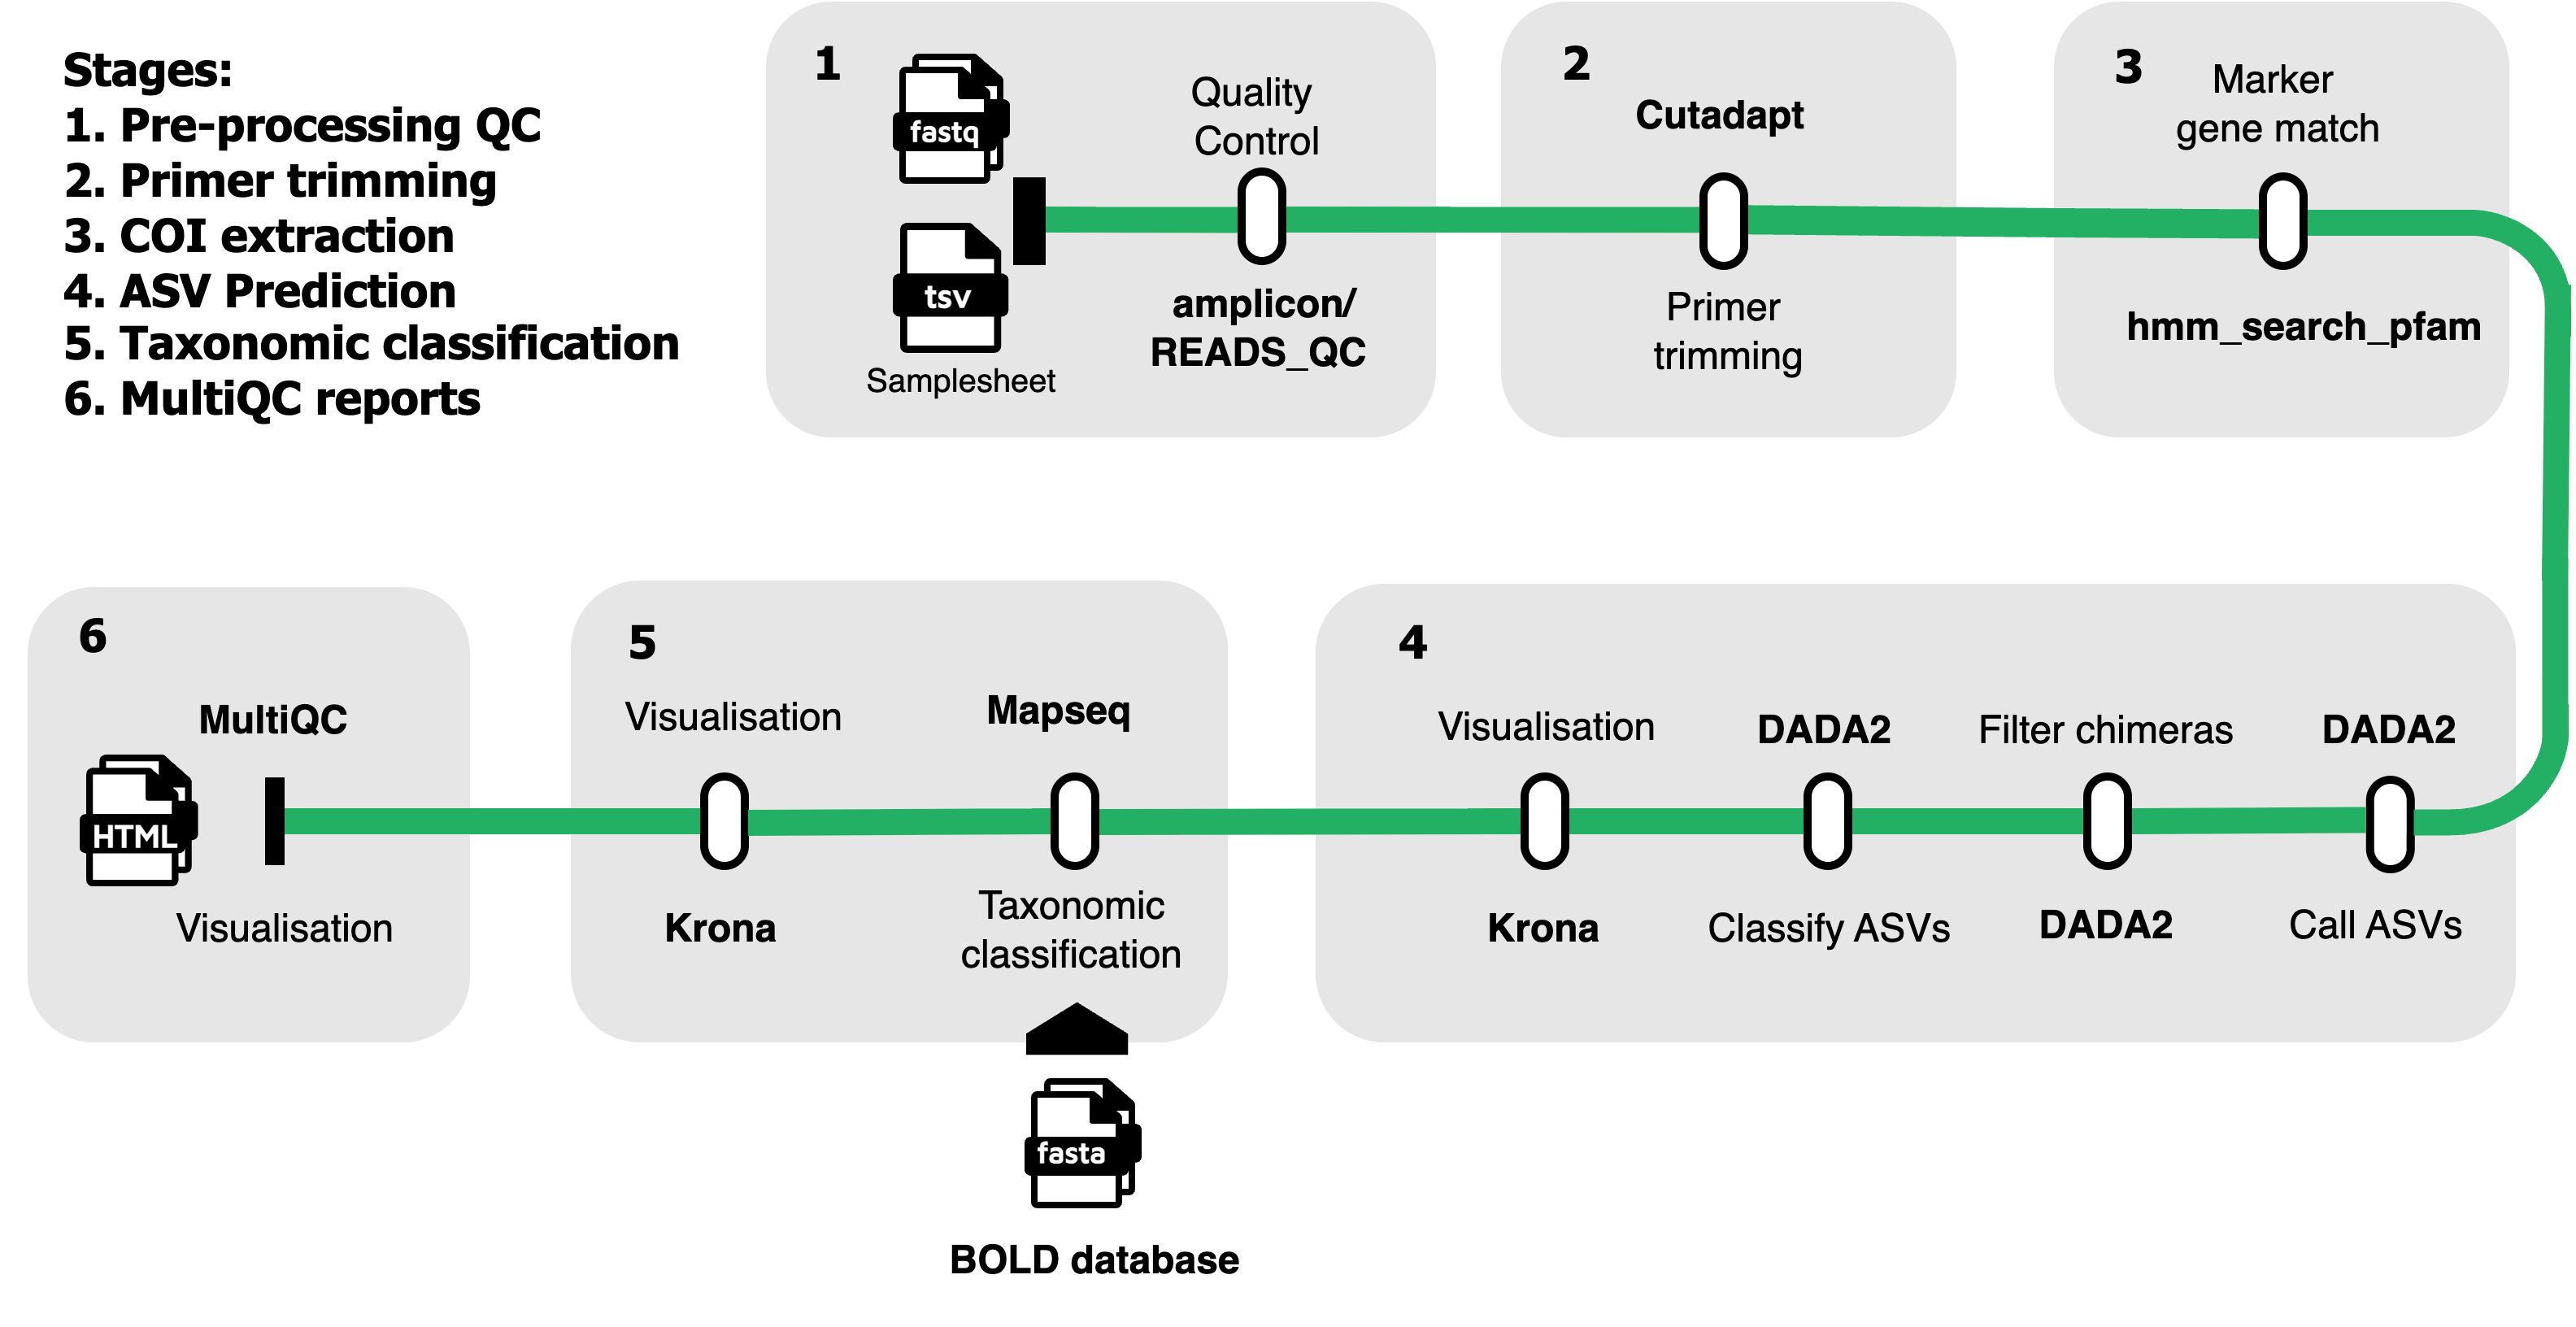 Stages:
1. Pre-processing QC
2. Primer trimming
3. COI extraction
4. ASV Prediction
5. Taxonomic classification
6. MultiQC reports
1
fastq
tsv
Samplesheet
Quality
Control
amplicon/
READS_QC
2
Cutadapt
Primer
trimming
3
Marker
gene match
hmm_search_pfam
6
MultiQC
HTML
Visualisation
5
Visualisation
Krona
Mapseq
Taxonomic
classification
fasta
BOLD database
4
Visualisation
Krona
DADA2
Classify ASVs
Filter chimeras
DADA2
DADA2
Call ASVs